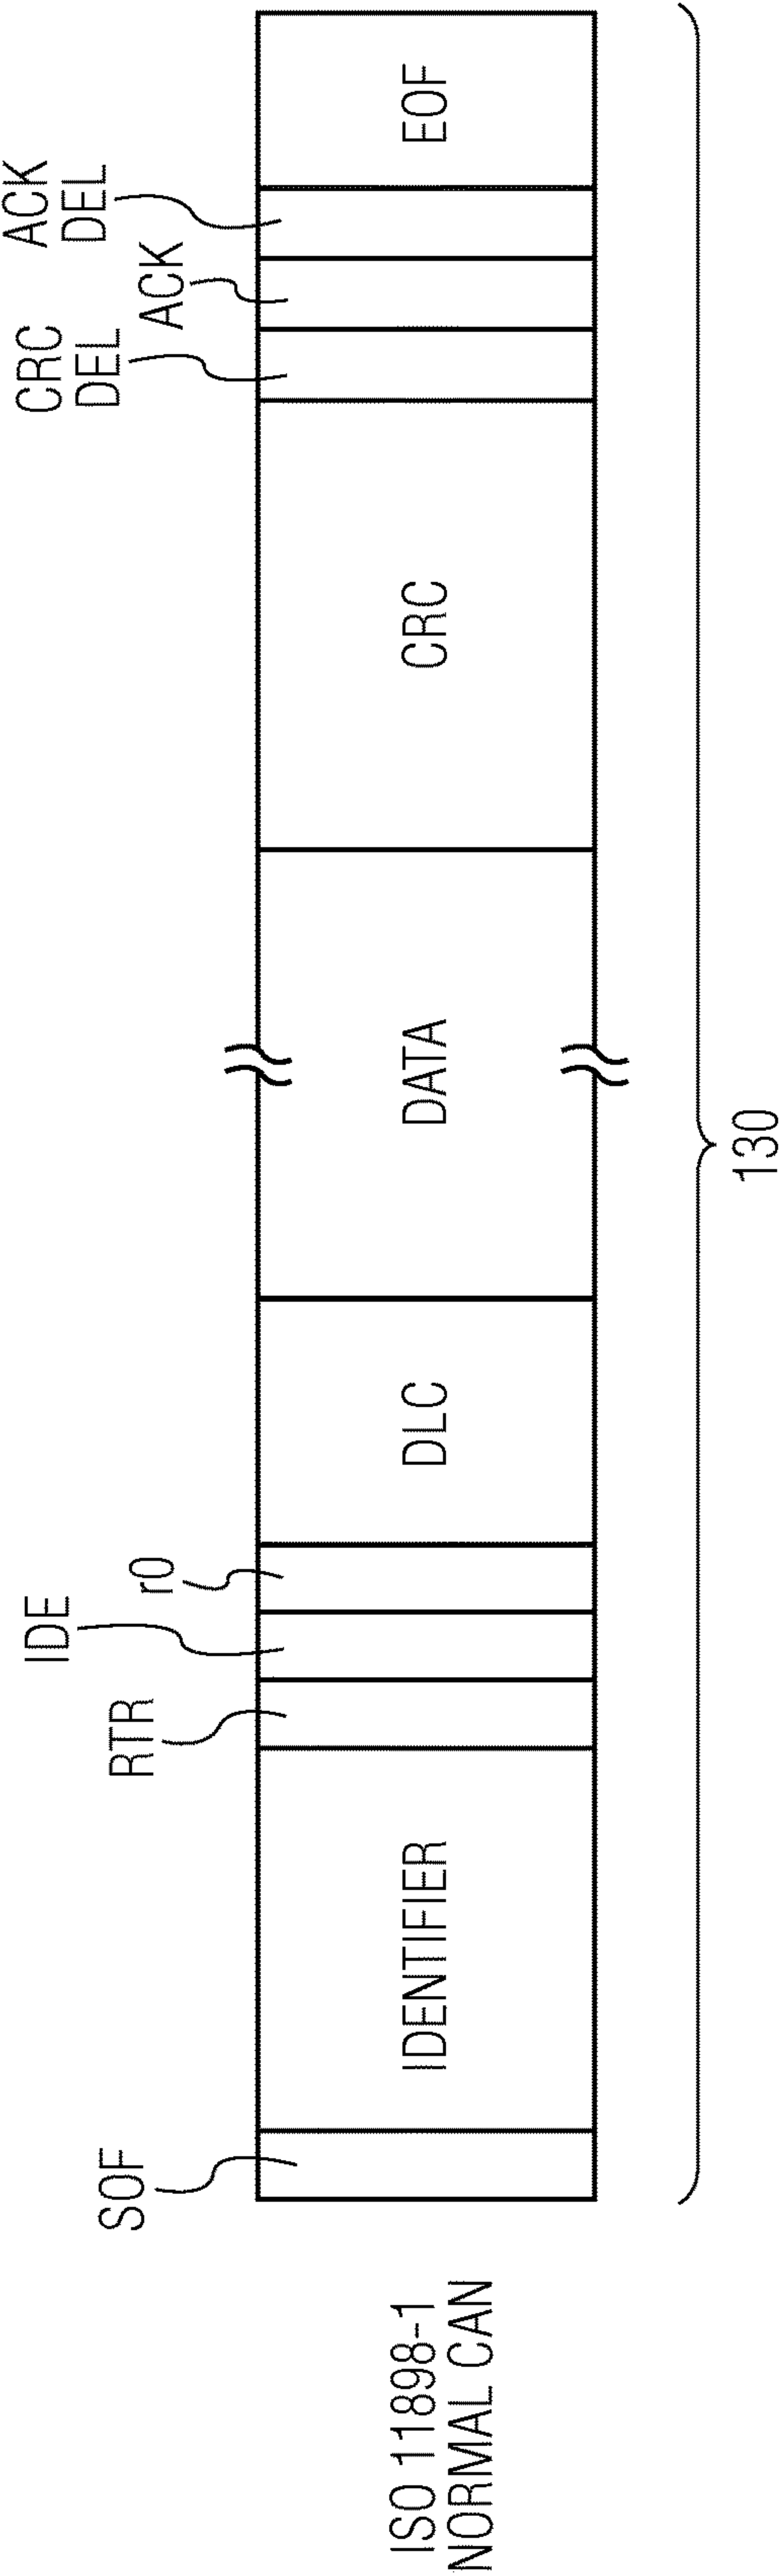 ISO 11898-1
NORMAL CAN
SOF
IDENTIFIER
RTR
IDE
r0
DLC
DATA
CRC
CRC
DEL
ACK
ACK
DEL
EOF
130